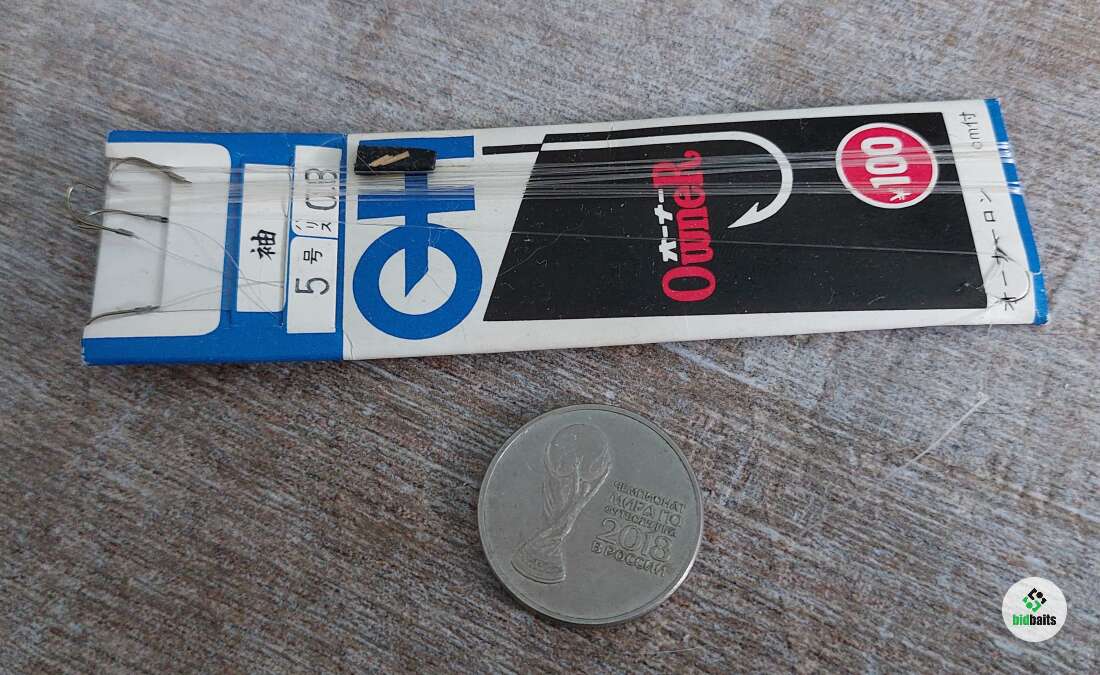 袖
5号
ハリス 0.8
OH
オーナー
OwneR
¥100
オーナーロン
cm付
ЧЕМПИОНАТ
МИРА ПО
ФУТБОЛУ FIFA
2018
В РОССИИ
bidbaits